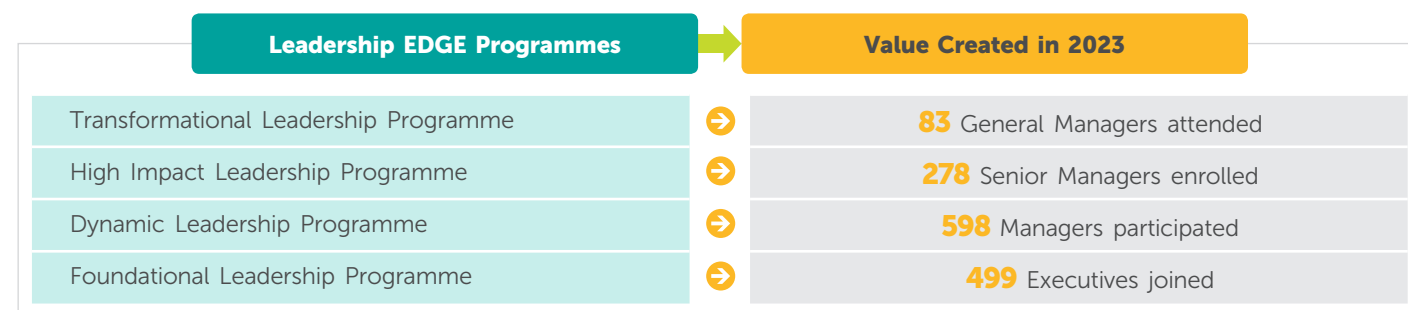 Leadership EDGE Programmes
Value Created in 2023
Transformational Leadership Programme
83 General Managers attended
High Impact Leadership Programme
278 Senior Managers enrolled
Dynamic Leadership Programme
598 Managers participated
Foundational Leadership Programme
499 Executives joined